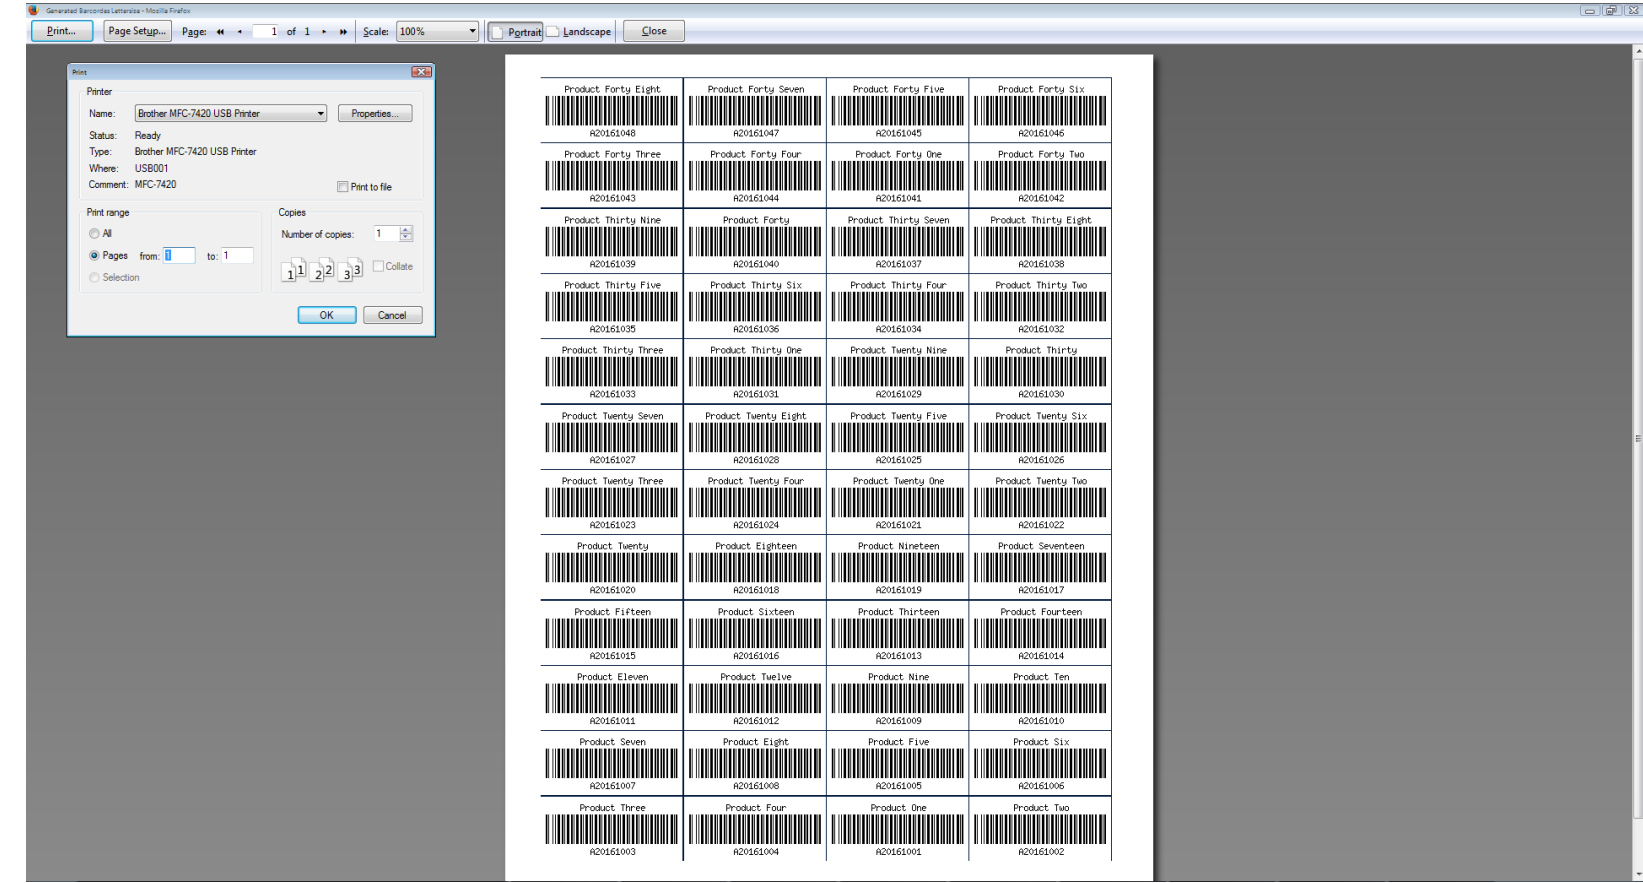 Generated Barcordes Lettersize - Mozilla Firefox
Print... Page Setup... Page: 1 of 1 Scale: 100% Portrait Landscape Close
Print
Printer
Name: Brother MFC-7420 USB Printer Properties...
Status: Ready
Type: Brother MFC-7420 USB Printer
Where: USB001
Comment: MFC-7420 Print to file
Print range Copies
All Number of copies: 1
Pages from: 1 to: 1
11 22 33 Collate
Selection
OK Cancel
Product Forty Eight Product Forty Seven Product Forty Five Product Forty Six
A20161048 A20161047 A20161045 A20161046
Product Forty Three Product Forty Four Product Forty One Product Forty Two
A20161043 A20161044 A20161041 A20161042
Product Thirty Nine Product Forty Product Thirty Seven Product Thirty Eight
A20161039 A20161040 A20161037 A20161038
Product Thirty Five Product Thirty Six Product Thirty Four Product Thirty Two
A20161035 A20161036 A20161034 A20161032
Product Thirty Three Product Thirty One Product Twenty Nine Product Thirty
A20161033 A20161031 A20161029 A20161030
Product Twenty Seven Product Twenty Eight Product Twenty Five Product Twenty Six
A20161027 A20161028 A20161025 A20161026
Product Twenty Three Product Twenty Four Product Twenty One Product Twenty Two
A20161023 A20161024 A20161021 A20161022
Product Twenty Product Eighteen Product Nineteen Product Seventeen
A20161020 A20161018 A20161019 A20161017
Product Fifteen Product Sixteen Product Thirteen Product Fourteen
A20161015 A20161016 A20161013 A20161014
Product Eleven Product Twelve Product Nine Product Ten
A20161011 A20161012 A20161009 A20161010
Product Seven Product Eight Product Five Product Six
A20161007 A20161008 A20161005 A20161006
Product Three Product Four Product One Product Two
A20161003 A20161004 A20161001 A20161002